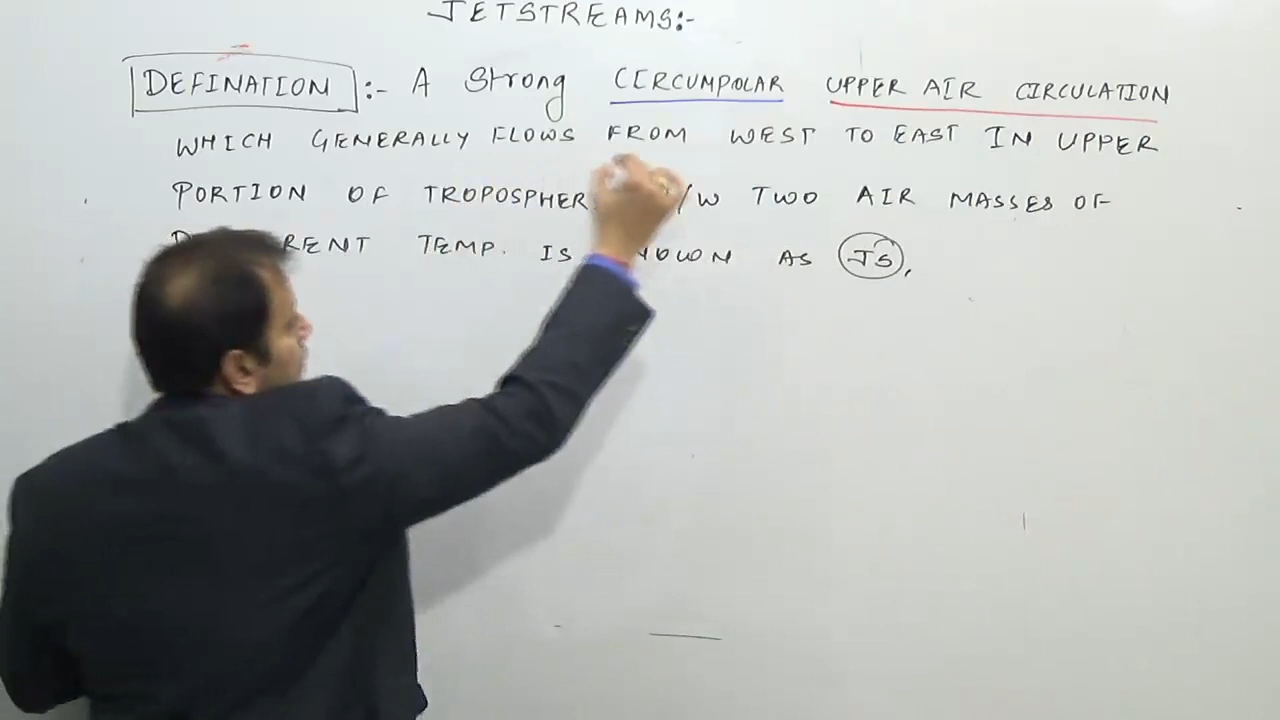 JETSTREAMS:-
DEFINATION :- A Strong CIRCUMPOLAR UPPER AIR CIRCULATION
WHICH GENERALLY FLOWS FROM WEST TO EAST IN UPPER
PORTION OF TROPOSPHER /W TWO AIR MASSES OF
RENT TEMP. IS NOWN AS JS,